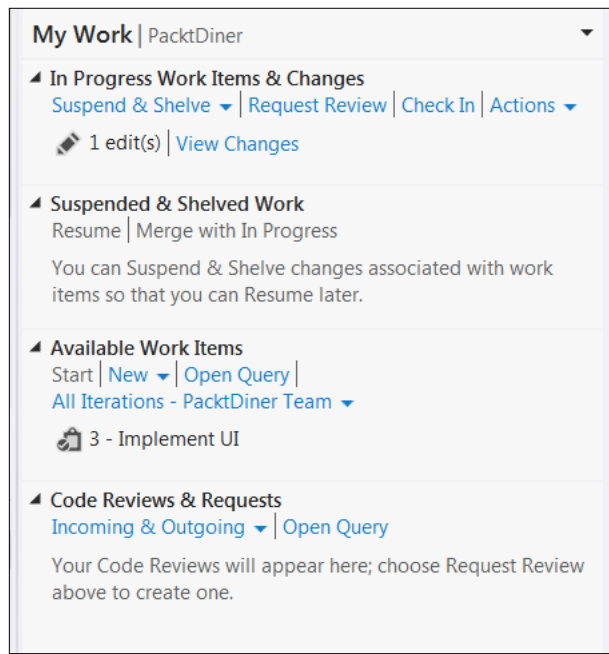 My Work | PacktDiner
In Progress Work Items & Changes
Suspend & Shelve | Request Review | Check In | Actions
1 edit(s) | View Changes
Suspended & Shelved Work
Resume | Merge with In Progress
You can Suspend & Shelve changes associated with work
items so that you can Resume later.
Available Work Items
Start | New | Open Query |
All Iterations - PacktDiner Team
3 - Implement UI
Code Reviews & Requests
Incoming & Outgoing | Open Query
Your Code Reviews will appear here; choose Request Review
above to create one.